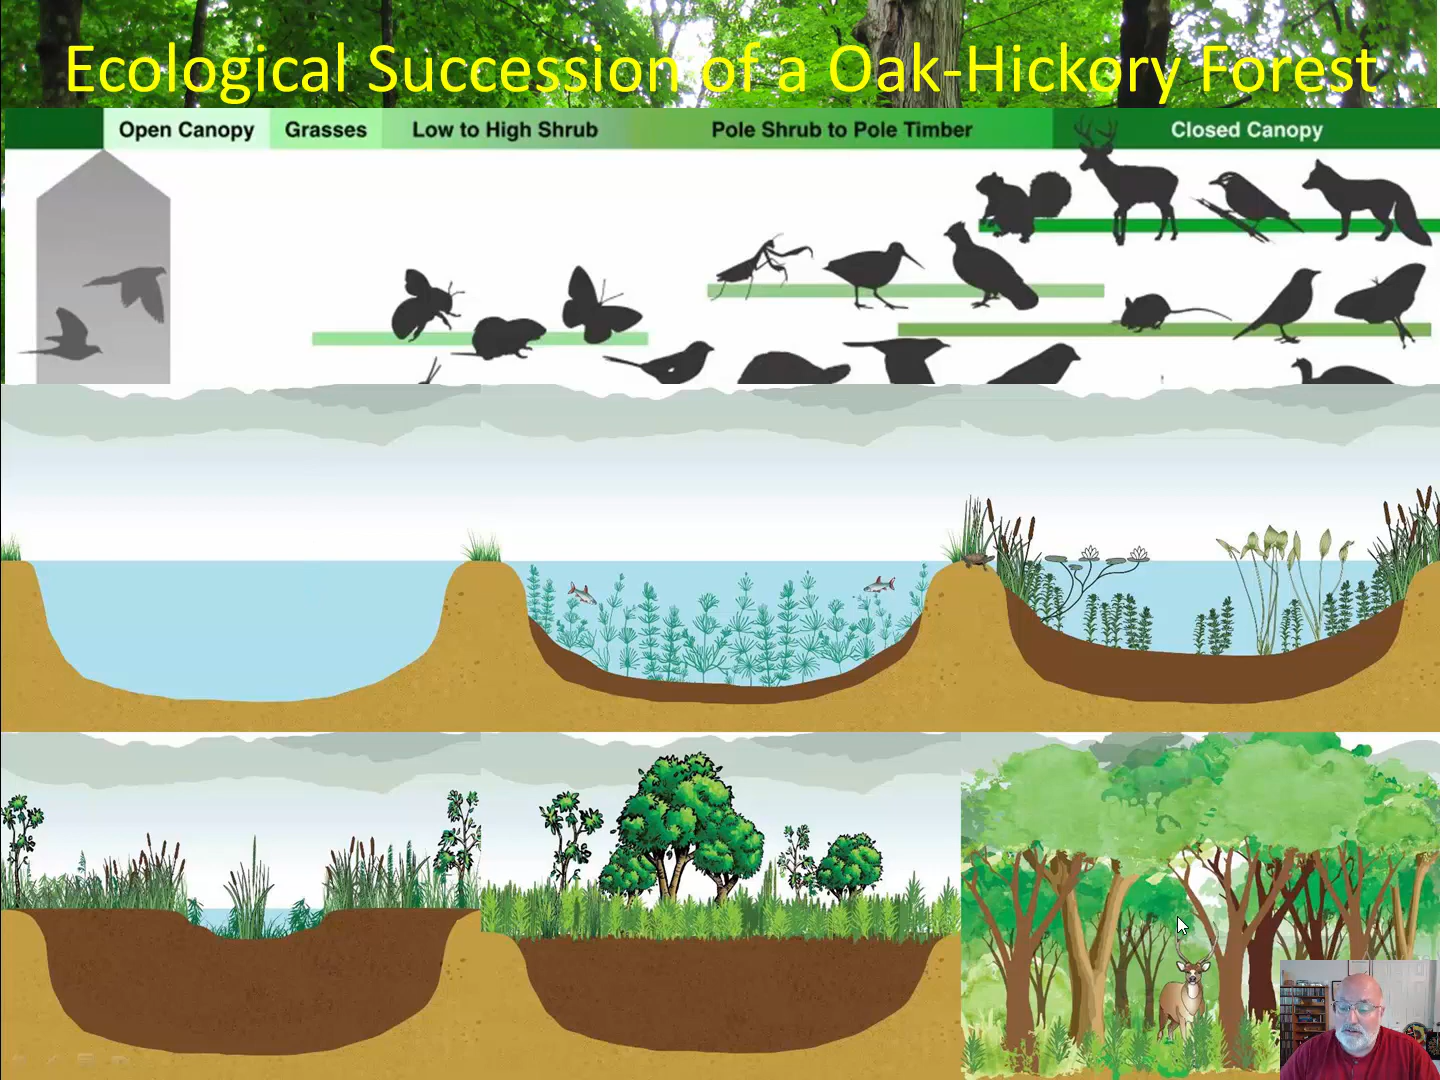 Ecological Succession of a Oak-Hickory Forest
Open Canopy Grasses Low to High Shrub Pole Shrub to Pole Timber Closed Canopy